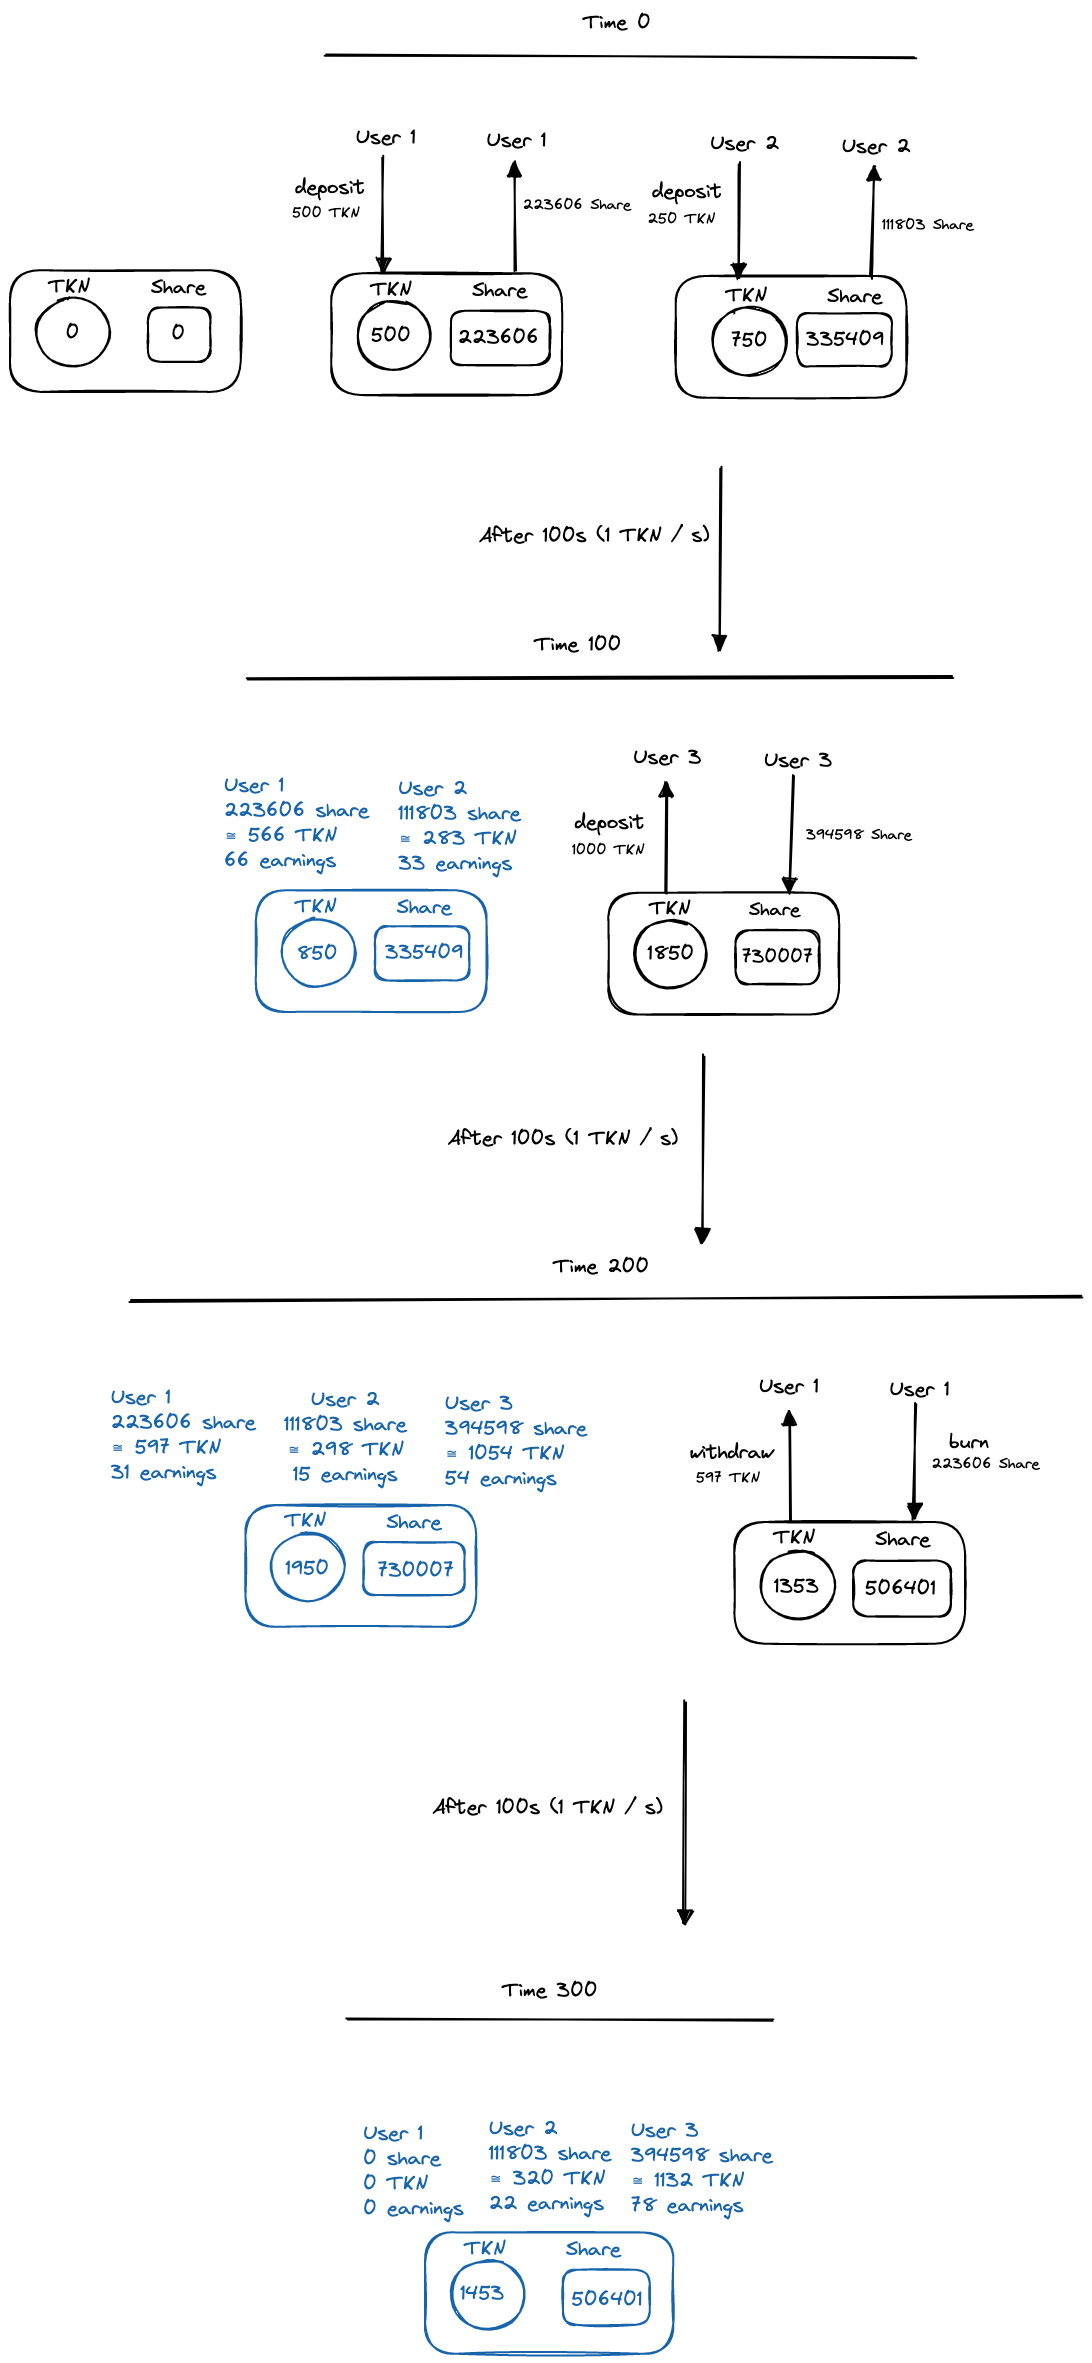 Time 0
User 1
User 1
deposit
500 TKN
223606 Share
User 2
User 2
deposit
250 TKN
111803 Share
TKN
Share
0
0
TKN
Share
500
223606
TKN
Share
750
335409
After 100s (1 TKN / s)
Time 100
User 1
223606 share
≅ 566 TKN
66 earnings
User 2
111803 share
≅ 283 TKN
33 earnings
TKN
Share
850
335409
User 3
User 3
deposit
1000 TKN
394598 Share
TKN
Share
1850
730007
After 100s (1 TKN / s)
Time 200
User 1
223606 share
≅ 597 TKN
31 earnings
User 2
111803 share
≅ 298 TKN
15 earnings
User 3
394598 share
≅ 1054 TKN
54 earnings
TKN
Share
1950
730007
User 1
User 1
withdraw
597 TKN
burn
223606 Share
TKN
Share
1353
506401
After 100s (1 TKN / s)
Time 300
User 1
0 share
0 TKN
0 earnings
User 2
111803 share
≅ 320 TKN
22 earnings
User 3
394598 share
≅ 1132 TKN
78 earnings
TKN
Share
1453
506401